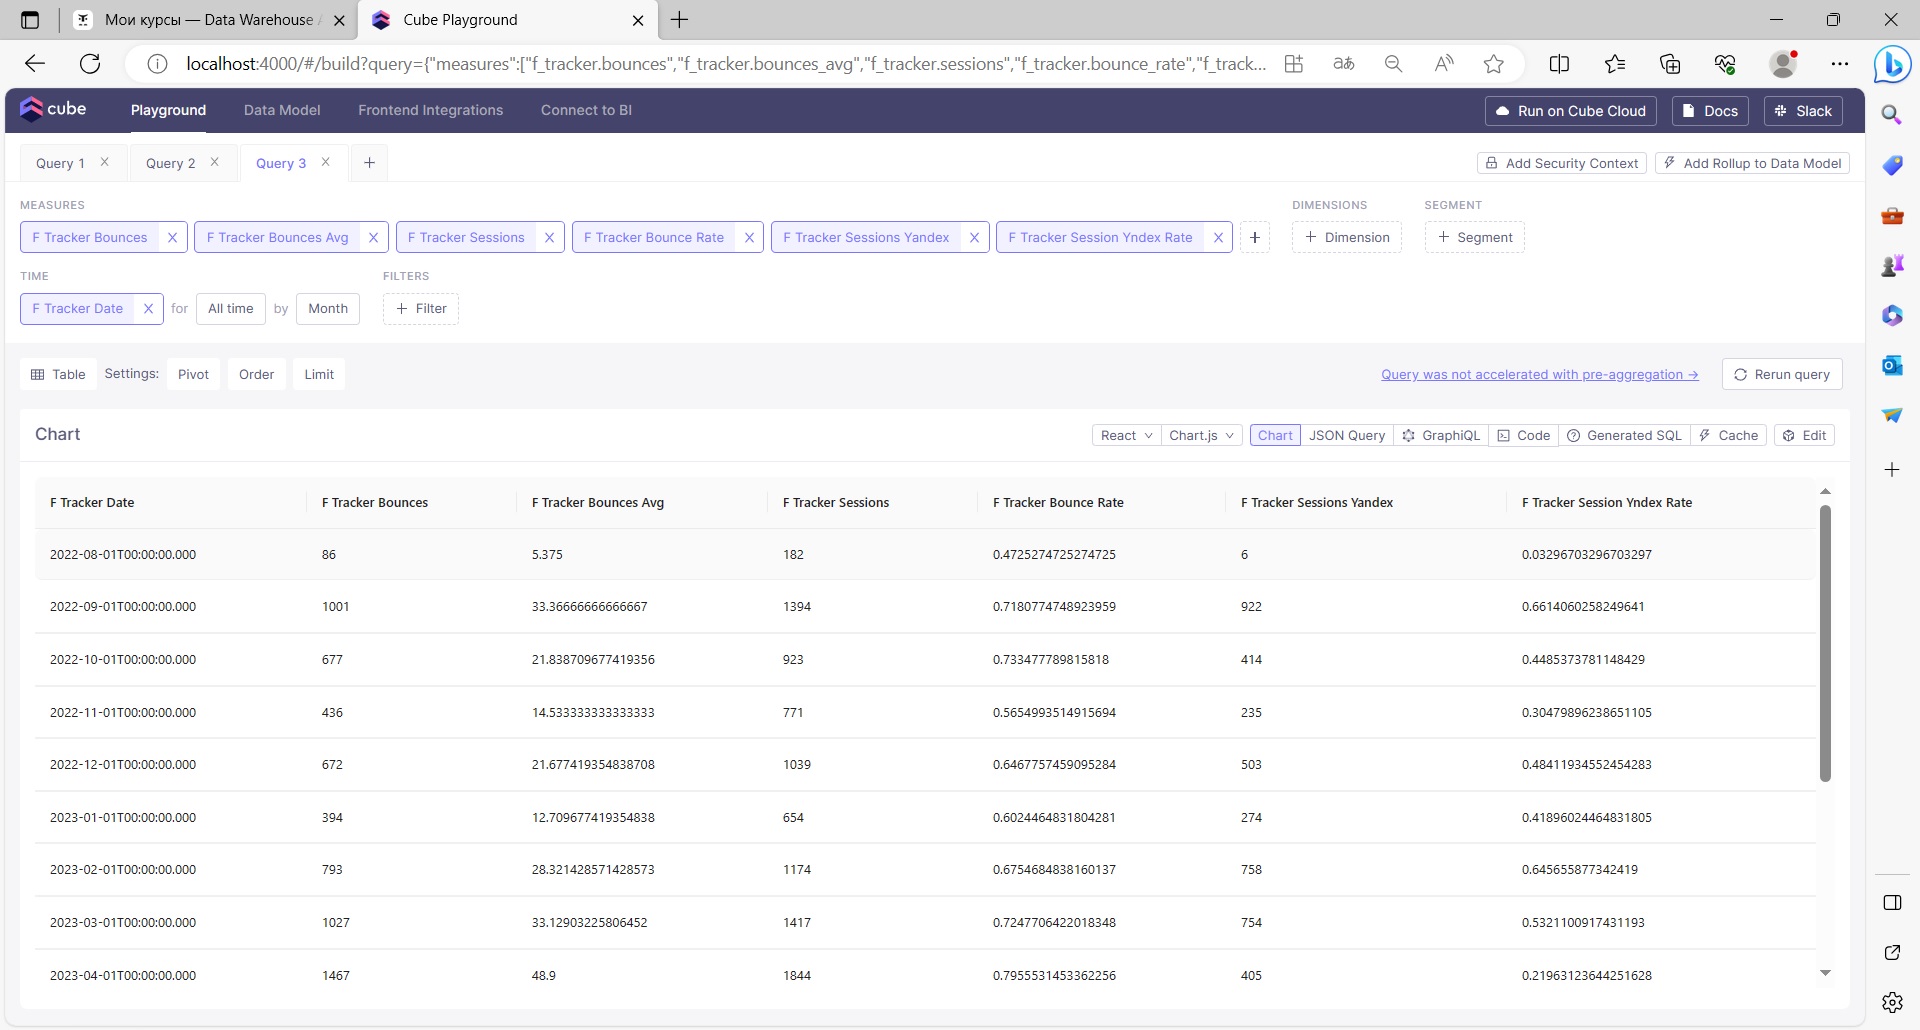 Мои курсы — Data Warehouse
Cube Playground
localhost:4000/#/build?query={"measures":["f_tracker.bounces","f_tracker.bounces_avg","f_tracker.sessions","f_tracker.bounce_rate","f_track...
cube Playground Data Model Frontend Integrations Connect to BI Run on Cube Cloud Docs Slack
Query 1 Query 2 Query 3 Add Security Context Add Rollup to Data Model
MEASURES DIMENSIONS SEGMENT
F Tracker Bounces F Tracker Bounces Avg F Tracker Sessions F Tracker Bounce Rate F Tracker Sessions Yandex F Tracker Session Yndex Rate + + Dimension + Segment
TIME FILTERS
F Tracker Date for All time by Month + Filter
Table Settings: Pivot Order Limit Query was not accelerated with pre-aggregation → Rerun query
Chart React Chart.js Chart JSON Query GraphiQL Code Generated SQL Cache Edit
F Tracker Date F Tracker Bounces F Tracker Bounces Avg F Tracker Sessions F Tracker Bounce Rate F Tracker Sessions Yandex F Tracker Session Yndex Rate
2022-08-01T00:00:00.000 86 5.375 182 0.4725274725274725 6 0.03296703296703297
2022-09-01T00:00:00.000 1001 33.36666666666667 1394 0.7180774748923959 922 0.6614060258249641
2022-10-01T00:00:00.000 677 21.838709677419356 923 0.733477789815818 414 0.4485373781148429
2022-11-01T00:00:00.000 436 14.533333333333333 771 0.5654993514915694 235 0.30479896238651105
2022-12-01T00:00:00.000 672 21.677419354838708 1039 0.6467757459095284 503 0.48411934552454283
2023-01-01T00:00:00.000 394 12.709677419354838 654 0.6024464831804281 274 0.41896024464831805
2023-02-01T00:00:00.000 793 28.321428571428573 1174 0.6754684838160137 758 0.645655877342419
2023-03-01T00:00:00.000 1027 33.12903225806452 1417 0.7247706422018348 754 0.5321100917431193
2023-04-01T00:00:00.000 1467 48.9 1844 0.7955531453362256 405 0.21963123644251628